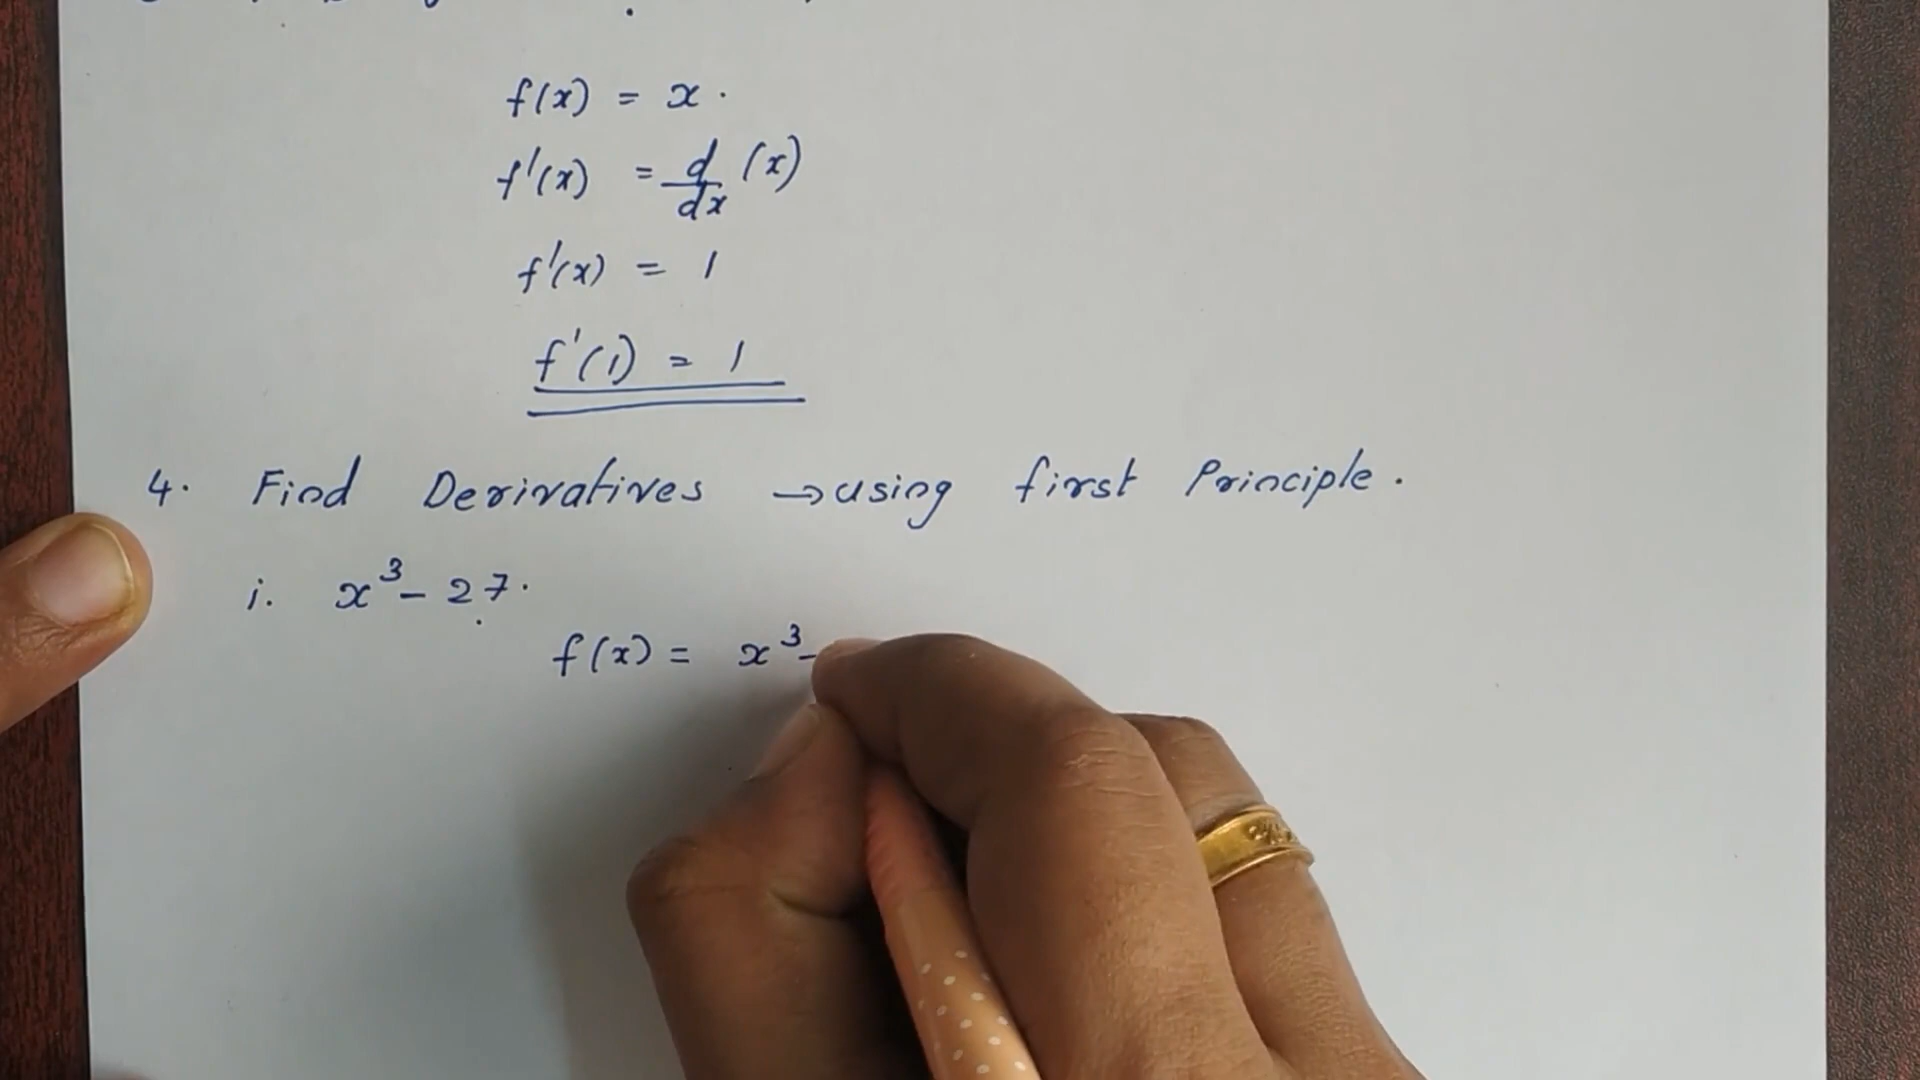 f(x) = x.
f'(x) = d/dx (x)
f'(x) = 1
f'(1) = 1
4. Find Derivatives → using first Principle.
i. x³ - 27.
f(x) = x³ -